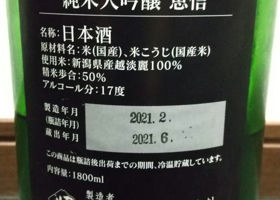 純米大吟醸
名称:日本酒
原材料名:米(国産)、米こうじ(国産米)
使用米:新潟県産越淡麗100%
精米歩合:50%
アルコール分:17度
製造年月 2021.2.
(瓶詰年月)
蔵出年月 2021.6.
この商品は瓶詰後出荷までの期間、冷温貯蔵しています。
内容量:1800ml
製造者